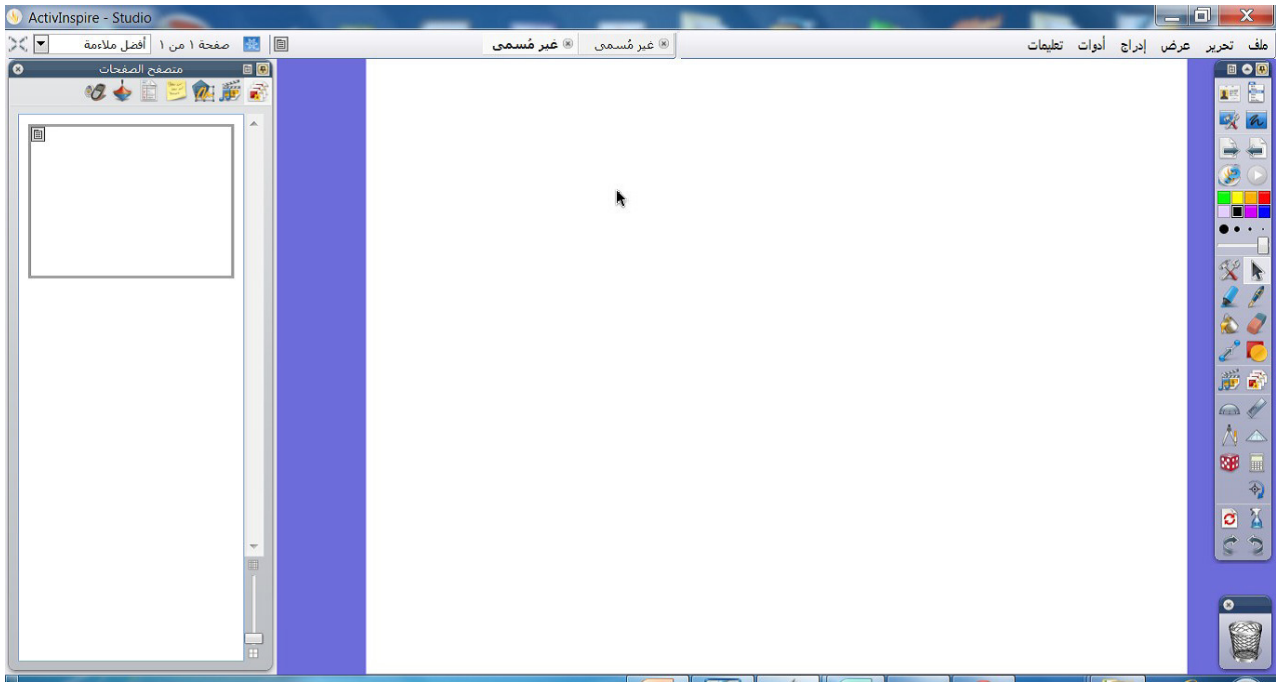 ActivInspire - Studio
ملف تحرير عرض إدراج أدوات تعليمات
غير مُسمى
غير مُسمى
صفحة ١ من ١
أفضل ملاءمة
متصفح الصفحات